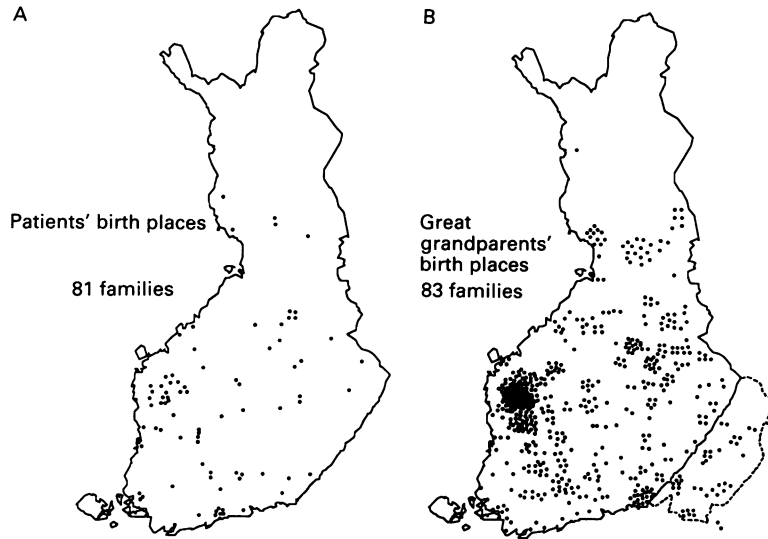 A
B
Patients' birth places
81 families
Great
grandparents'
birth places
83 families